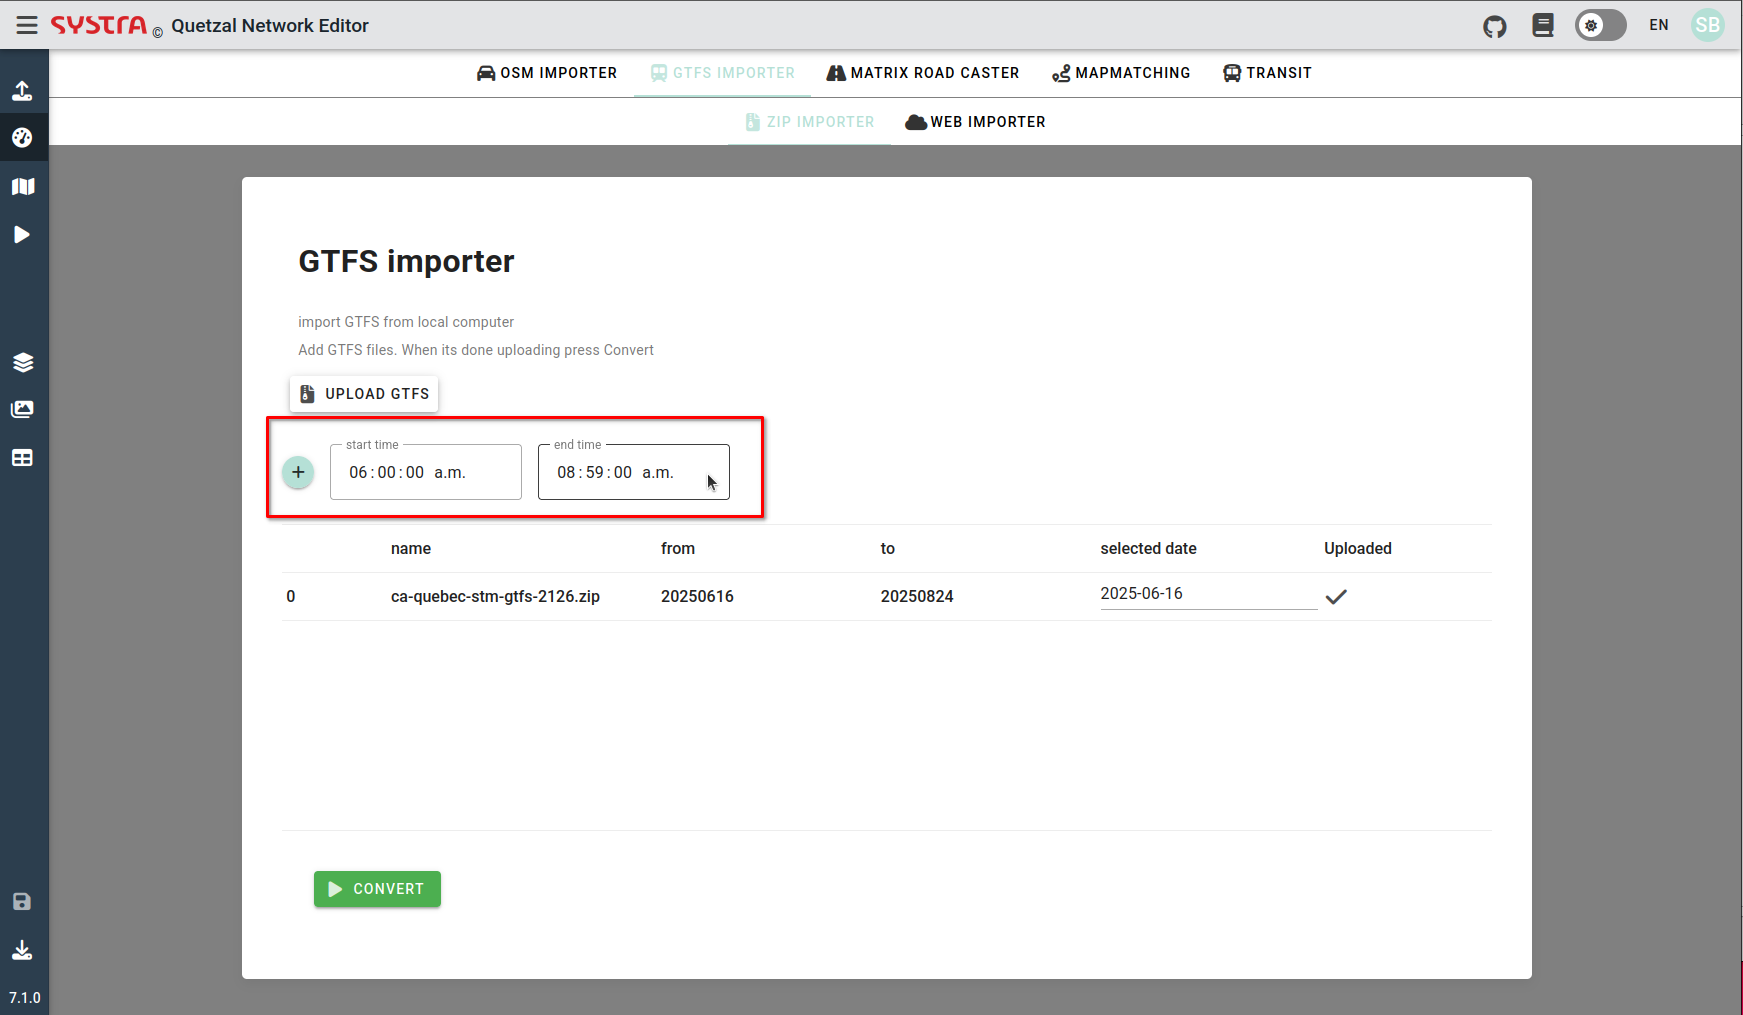 SYSTRA © Quetzal Network Editor EN SB
OSM IMPORTER GTFS IMPORTER MATRIX ROAD CASTER MAPMATCHING TRANSIT
ZIP IMPORTER WEB IMPORTER
GTFS importer
import GTFS from local computer
Add GTFS files. When its done uploading press Convert
UPLOAD GTFS
start time end time
+ 06:00:00 a.m. 08:59:00 a.m.
name from to selected date Uploaded
0 ca-quebec-stm-gtfs-2126.zip 20250616 20250824 2025-06-16
CONVERT
7.1.0